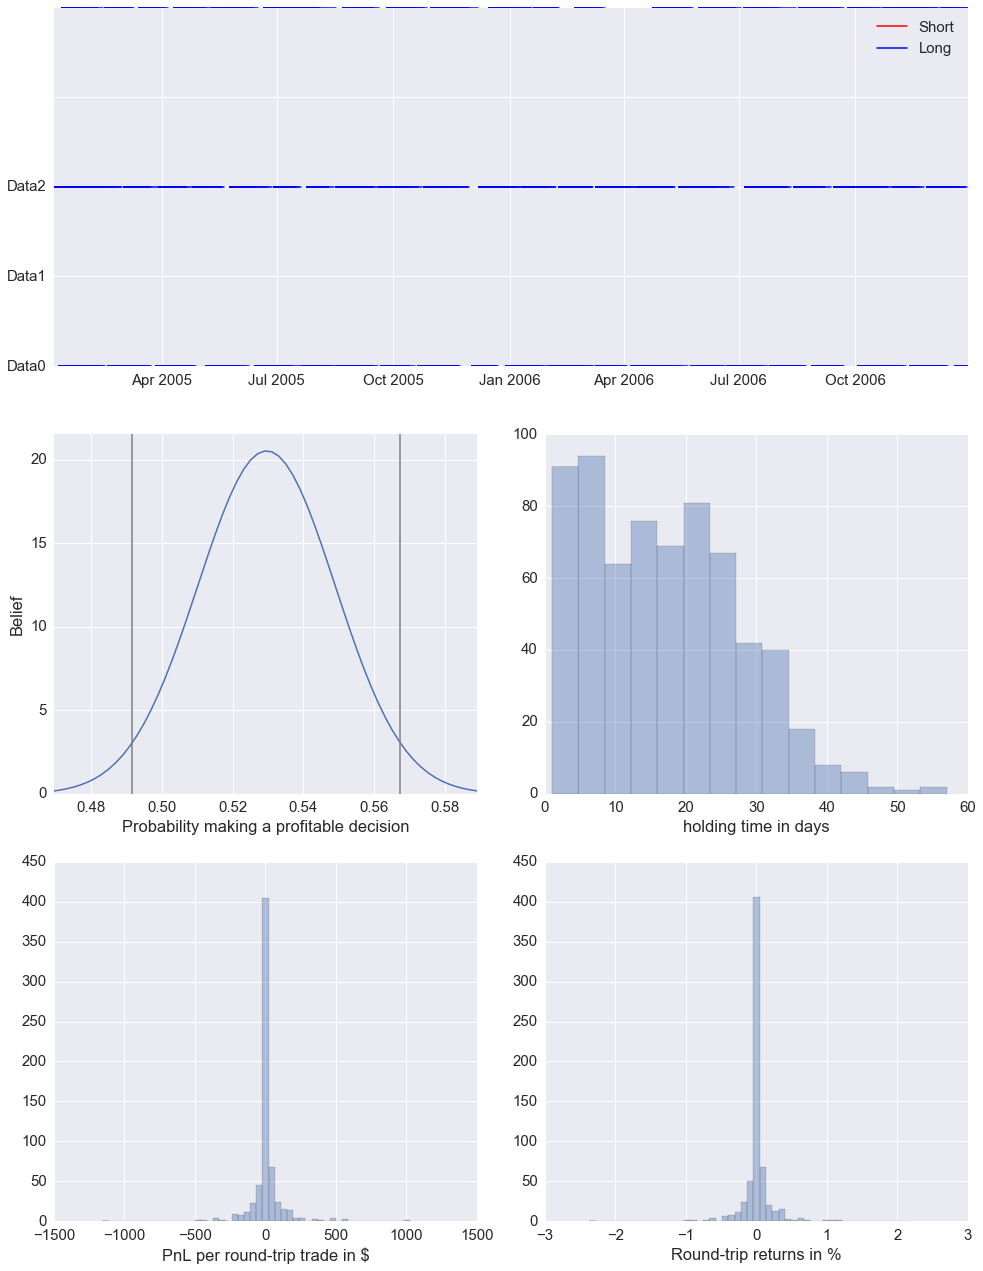 Short
Long
Data2
Data1
Data0
Apr 2005 Jul 2005 Oct 2005 Jan 2006 Apr 2006 Jul 2006 Oct 2006
20
15
10
5
0
Belief
0.48 0.50 0.52 0.54 0.56 0.58
Probability making a profitable decision
100
80
60
40
20
0
0 10 20 30 40 50 60
holding time in days
450
400
350
300
250
200
150
100
50
0
−1500 −1000 −500 0 500 1000 1500
PnL per round-trip trade in $
450
400
350
300
250
200
150
100
50
0
−3 −2 −1 0 1 2 3
Round-trip returns in %